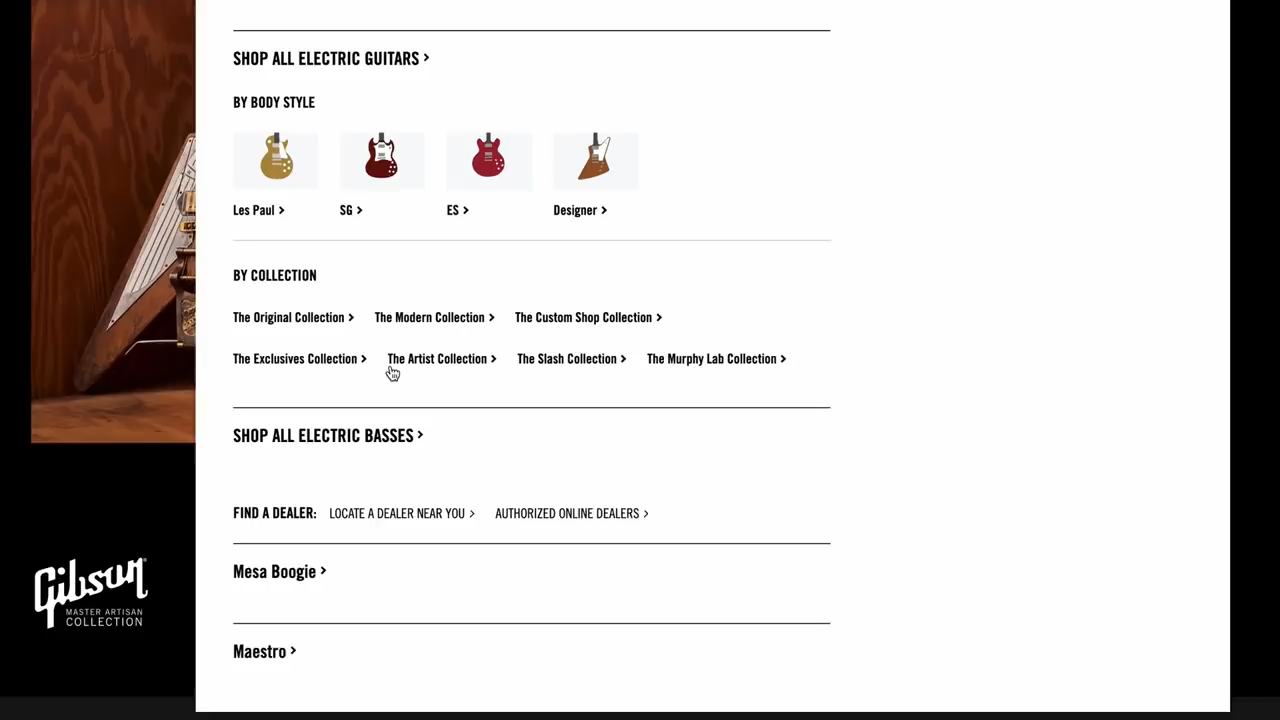 SHOP ALL ELECTRIC GUITARS >
BY BODY STYLE
Les Paul > SG > ES > Designer >
BY COLLECTION
The Original Collection > The Modern Collection > The Custom Shop Collection >
The Exclusives Collection > The Artist Collection > The Slash Collection > The Murphy Lab Collection >
SHOP ALL ELECTRIC BASSES >
FIND A DEALER: LOCATE A DEALER NEAR YOU > AUTHORIZED ONLINE DEALERS >
Mesa Boogie >
Maestro >
Gibson
MASTER ARTISAN
COLLECTION